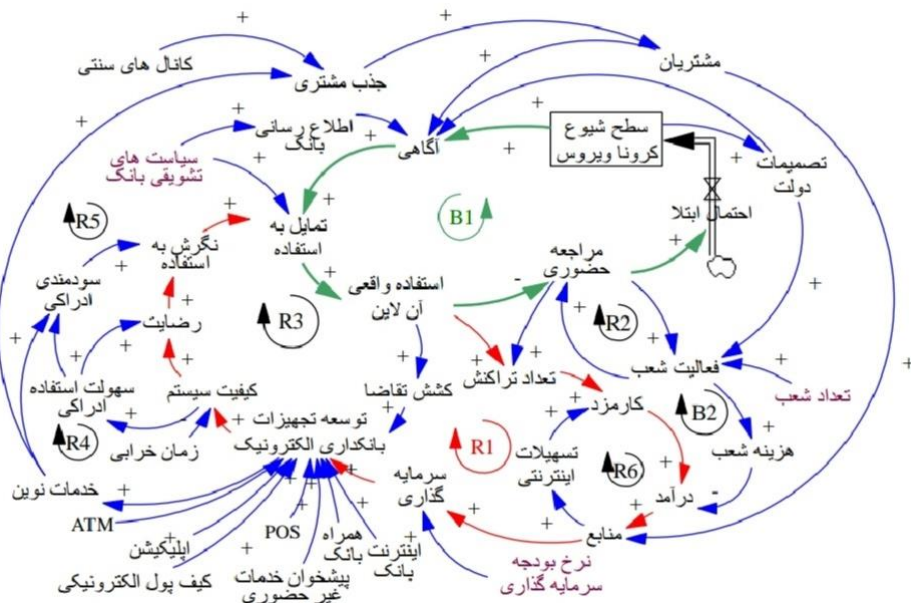 کانال های سنتی
جذب مشتری
مشتریان
اطلاع رسانی
بانک
آگاهی
سطح شیوع
کرونا ویروس
تصمیمات
دولت
سیاست های
تشویقی بانک
احتمال ابتلا
R5
B1
نگرش به
استفاده
تمایل به
استفاده
مراجعه
حضوری
سودمندی
ادراکی
استفاده واقعی
آن لاین
رضایت
R3
R2
فعالیت شعب
تعداد تراکنش
تعداد شعب
سهولت استفاده
ادراکی
کیفیت سیستم
کشش تقاضا
کارمزد
B2
توسعه تجهیزات
بانکداری الکترونیک
R4
زمان خرابی
R1
تسهیلات
اینترنتی
R6
هزینه شعب
سرمایه
گذاری
درآمد
خدمات نوین
ATM
POS
منابع
اپلیکیشن
همراه
بانک
اینترنت
بانک
کیف پول الکترونیکی
پیشخوان خدمات
غیر حضوری
نرخ بودجه
سرمایه گذاری